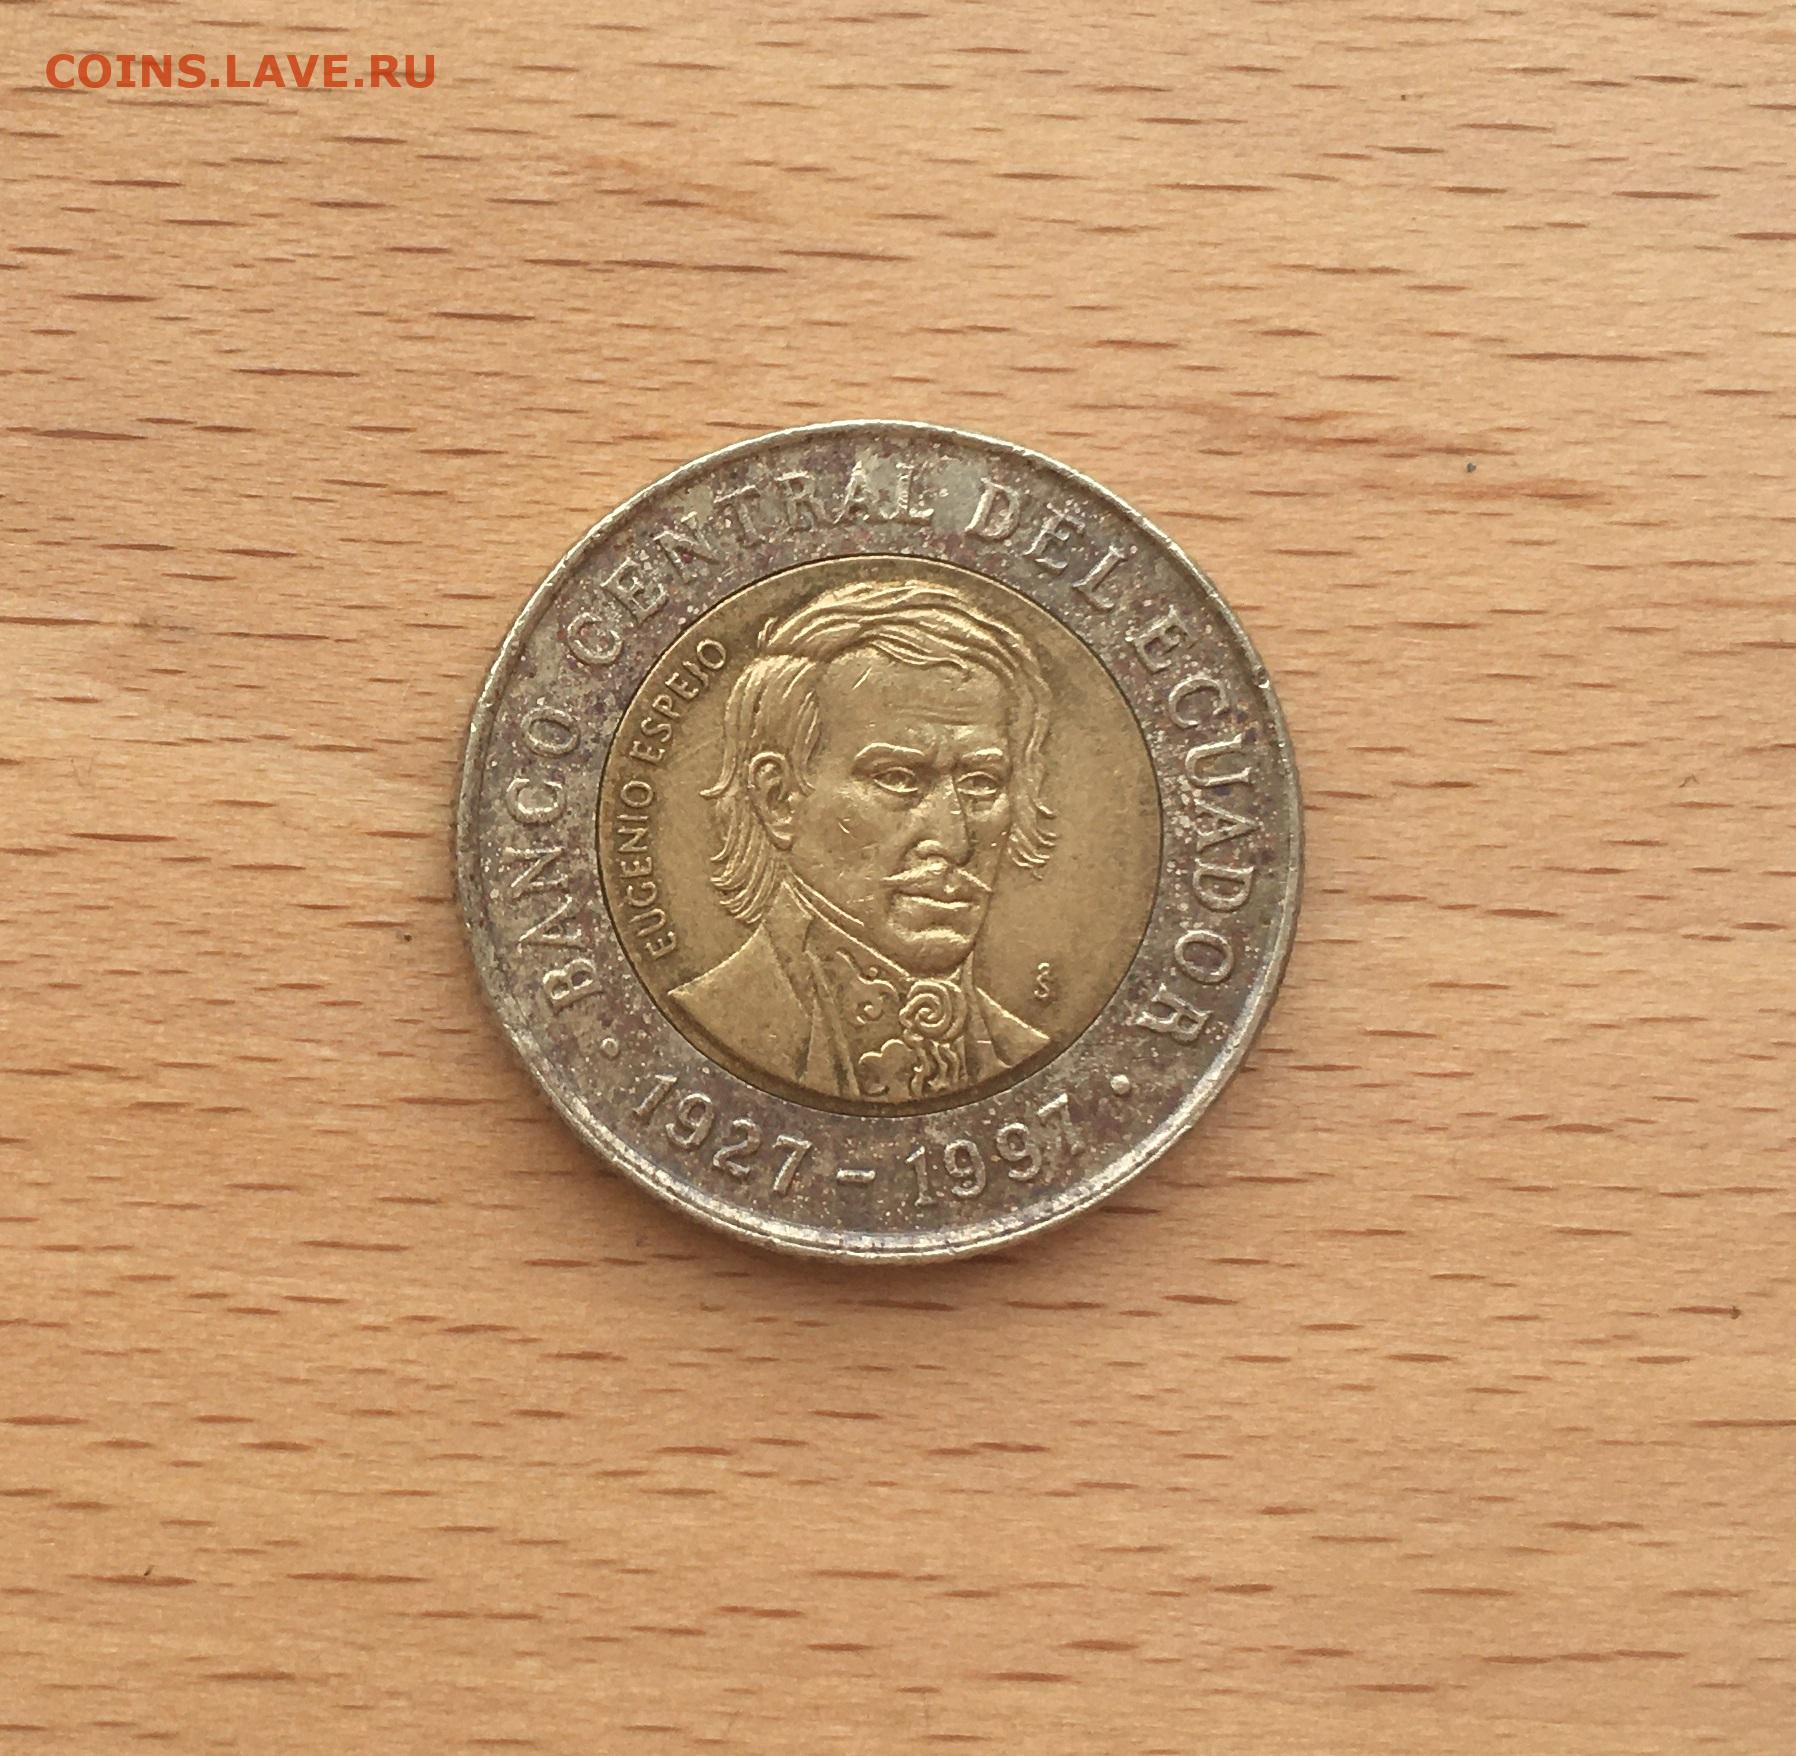 COINS.LAVE.RU
· BANCO CENTRAL DEL ECUADOR ·
EUGENIO ESPEJO
S
1927 - 1997